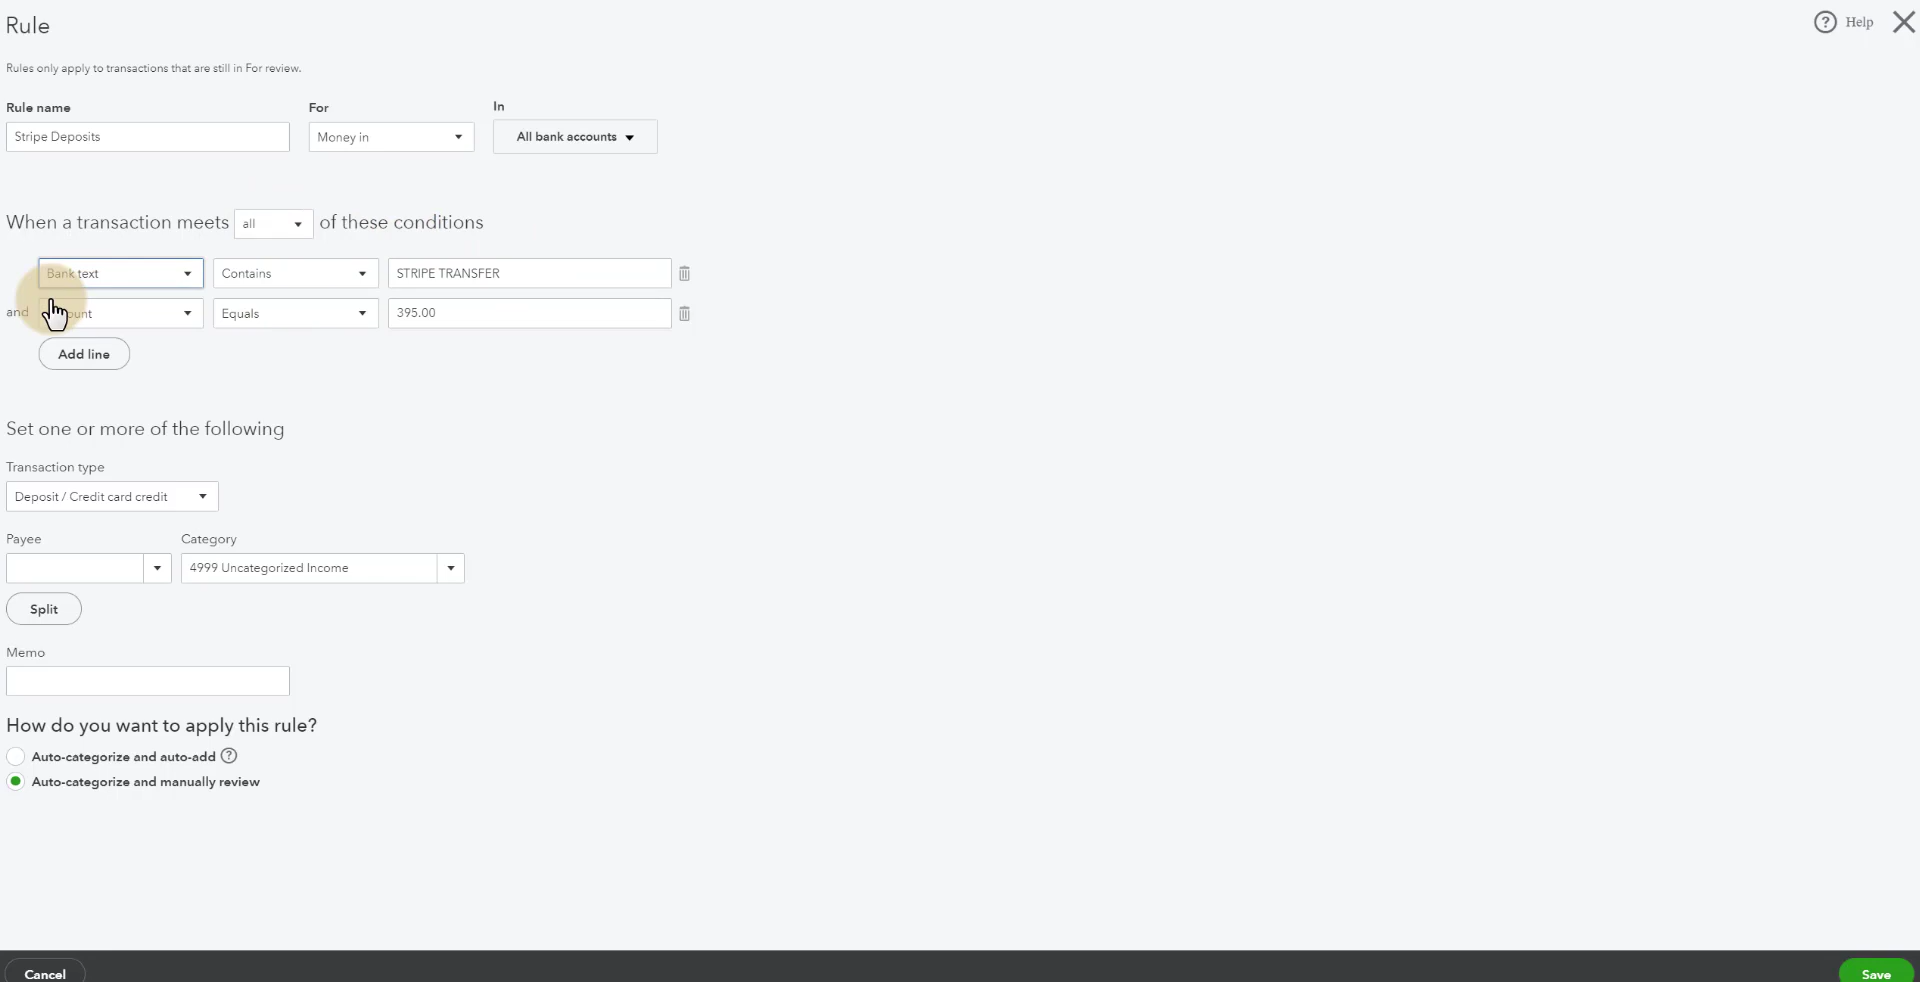 Rule
Help
Rules only apply to transactions that are still in For review.
Rule name
For
In
Stripe Deposits
Money in
All bank accounts
When a transaction meets all of these conditions
Bank text Contains STRIPE TRANSFER
and Equals 395.00
Add line
Set one or more of the following
Transaction type
Deposit / Credit card credit
Payee Category
4999 Uncategorized Income
Split
Memo
How do you want to apply this rule?
Auto-categorize and auto-add
Auto-categorize and manually review
Cancel
Save